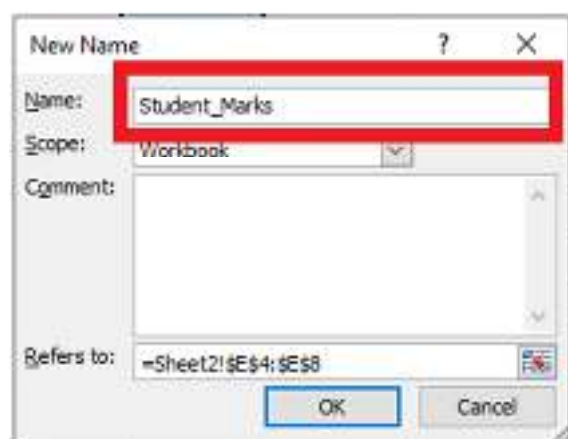 New Name ? ×
Name: Student_Marks
Scope: Workbook
Comment:
Refers to: =Sheet2!$E$4:$E$8
OK Cancel